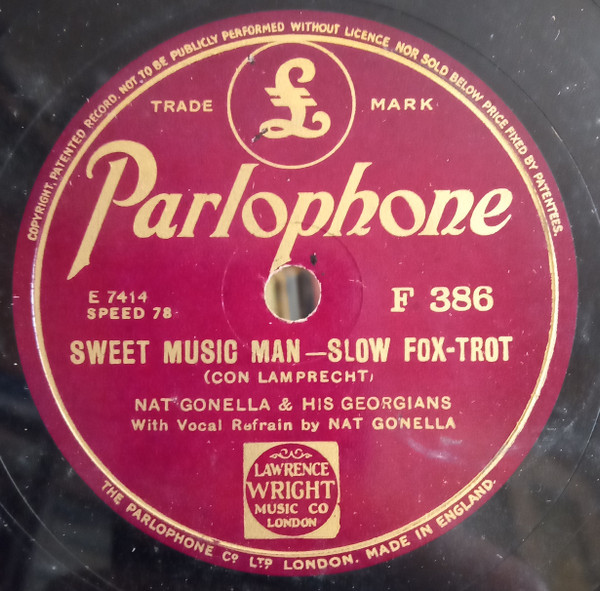 COPYRIGHT. PATENTED RECORD. NOT TO BE PUBLICLY PERFORMED WITHOUT LICENCE NOR SOLD BELOW PRICE FIXED BY PATENTEES.
£
TRADE MARK
Parlophone
E 7414
SPEED 78
F 386
SWEET MUSIC MAN—SLOW FOX-TROT
(CON LAMPRECHT)
NAT GONELLA & HIS GEORGIANS
With Vocal Refrain by NAT GONELLA
LAWRENCE
WRIGHT
MUSIC CO
LONDON
THE PARLOPHONE Co LTD LONDON. MADE IN ENGLAND.